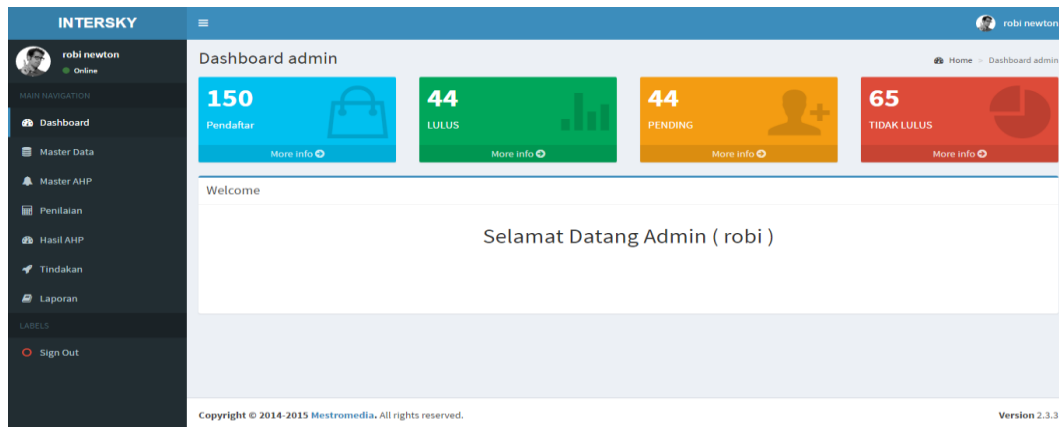 INTERSKY
robi newton
robi newton
Online
Dashboard admin
Home > Dashboard admin
MAIN NAVIGATION
Dashboard
Master Data
Master AHP
Penilaian
Hasil AHP
Tindakan
Laporan
LABELS
Sign Out
150
Pendaftar
More info
44
LULUS
More info
44
PENDING
More info
65
TIDAK LULUS
More info
Welcome
Selamat Datang Admin ( robi )
Copyright © 2014-2015 Mestromedia. All rights reserved.
Version 2.3.3